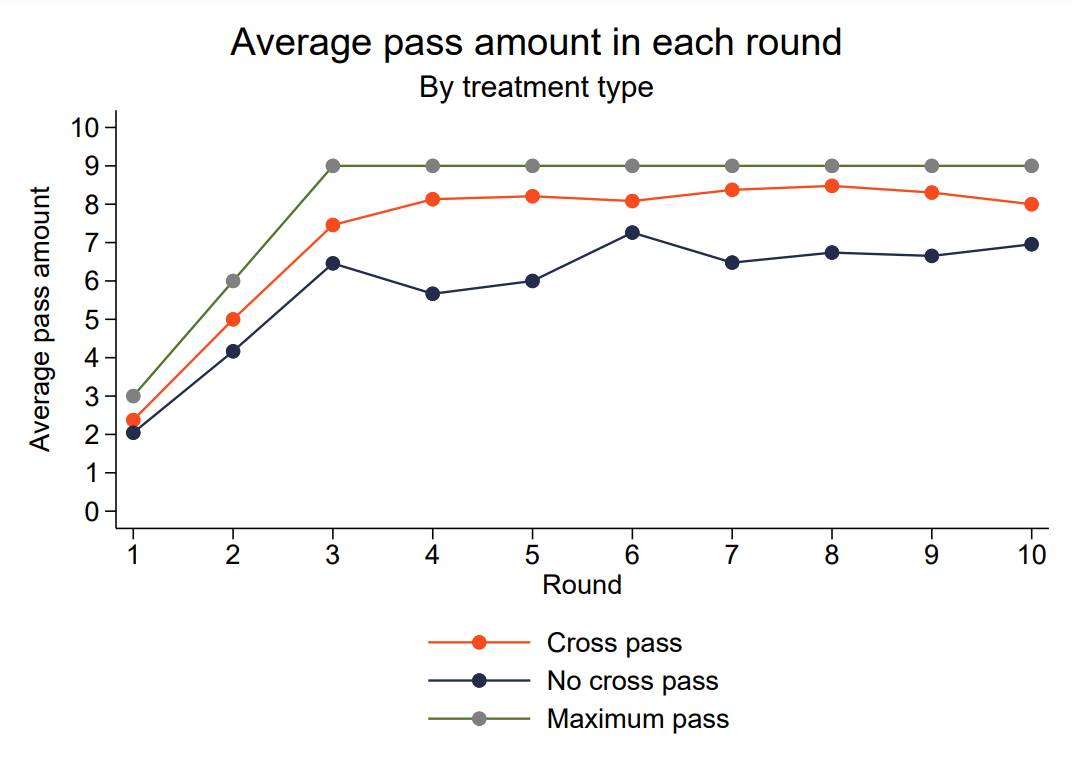 Average pass amount in each round
By treatment type
Average pass amount
10
9
8
7
6
5
4
3
2
1
0
1 2 3 4 5 6 7 8 9 10
Round
Cross pass
No cross pass
Maximum pass